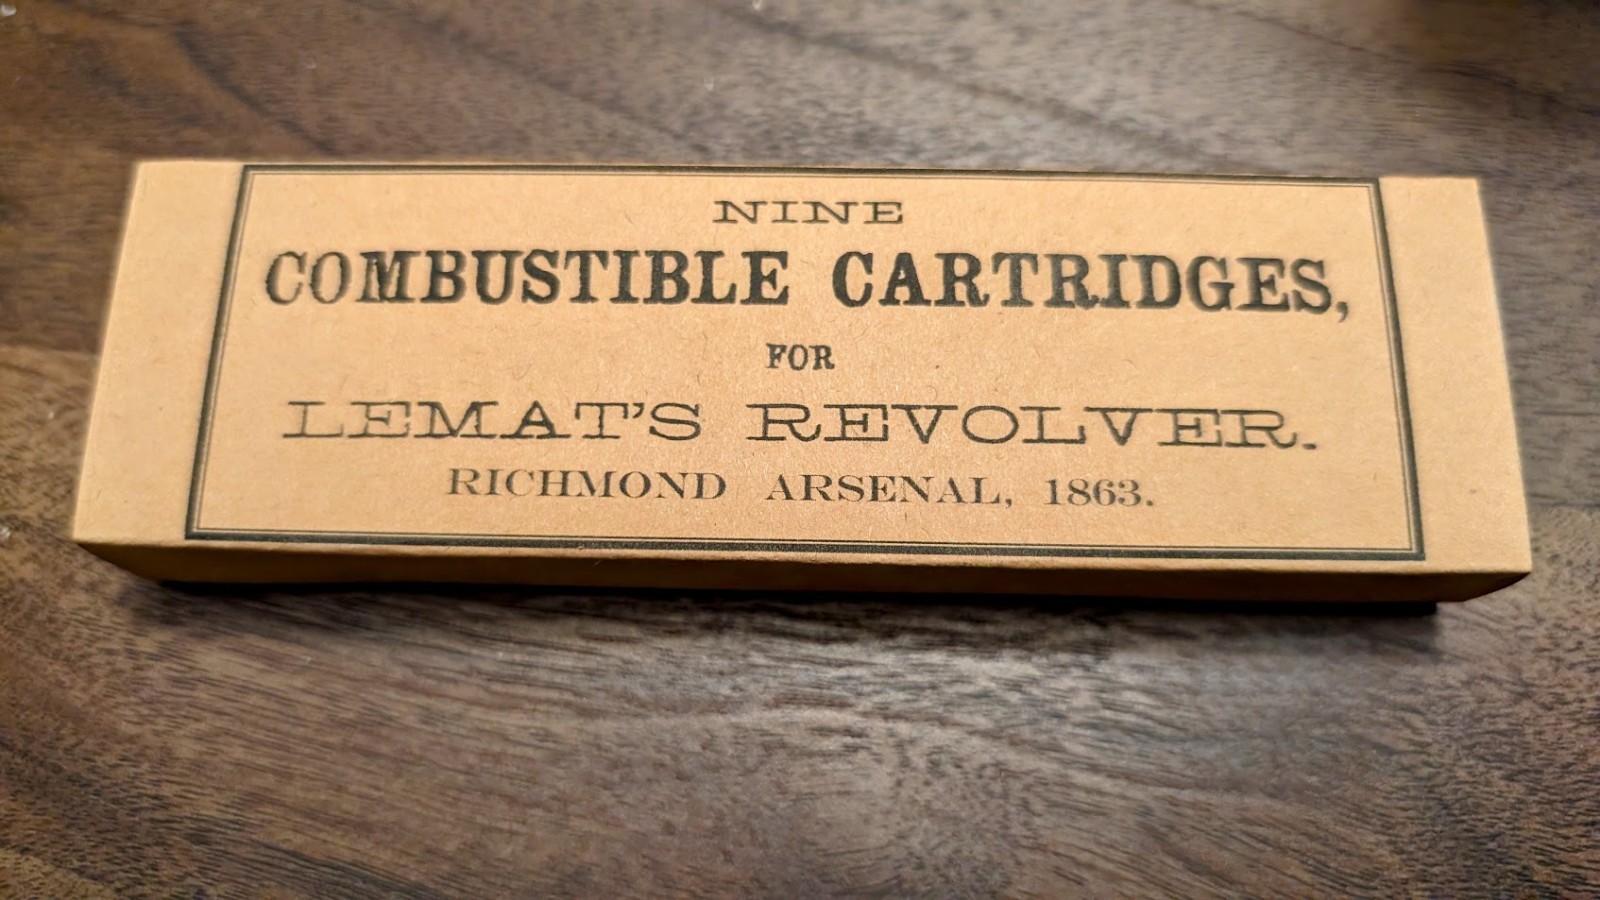 NINE
COMBUSTIBLE CARTRIDGES,
FOR
LEMAT'S REVOLVER.
RICHMOND ARSENAL, 1863.